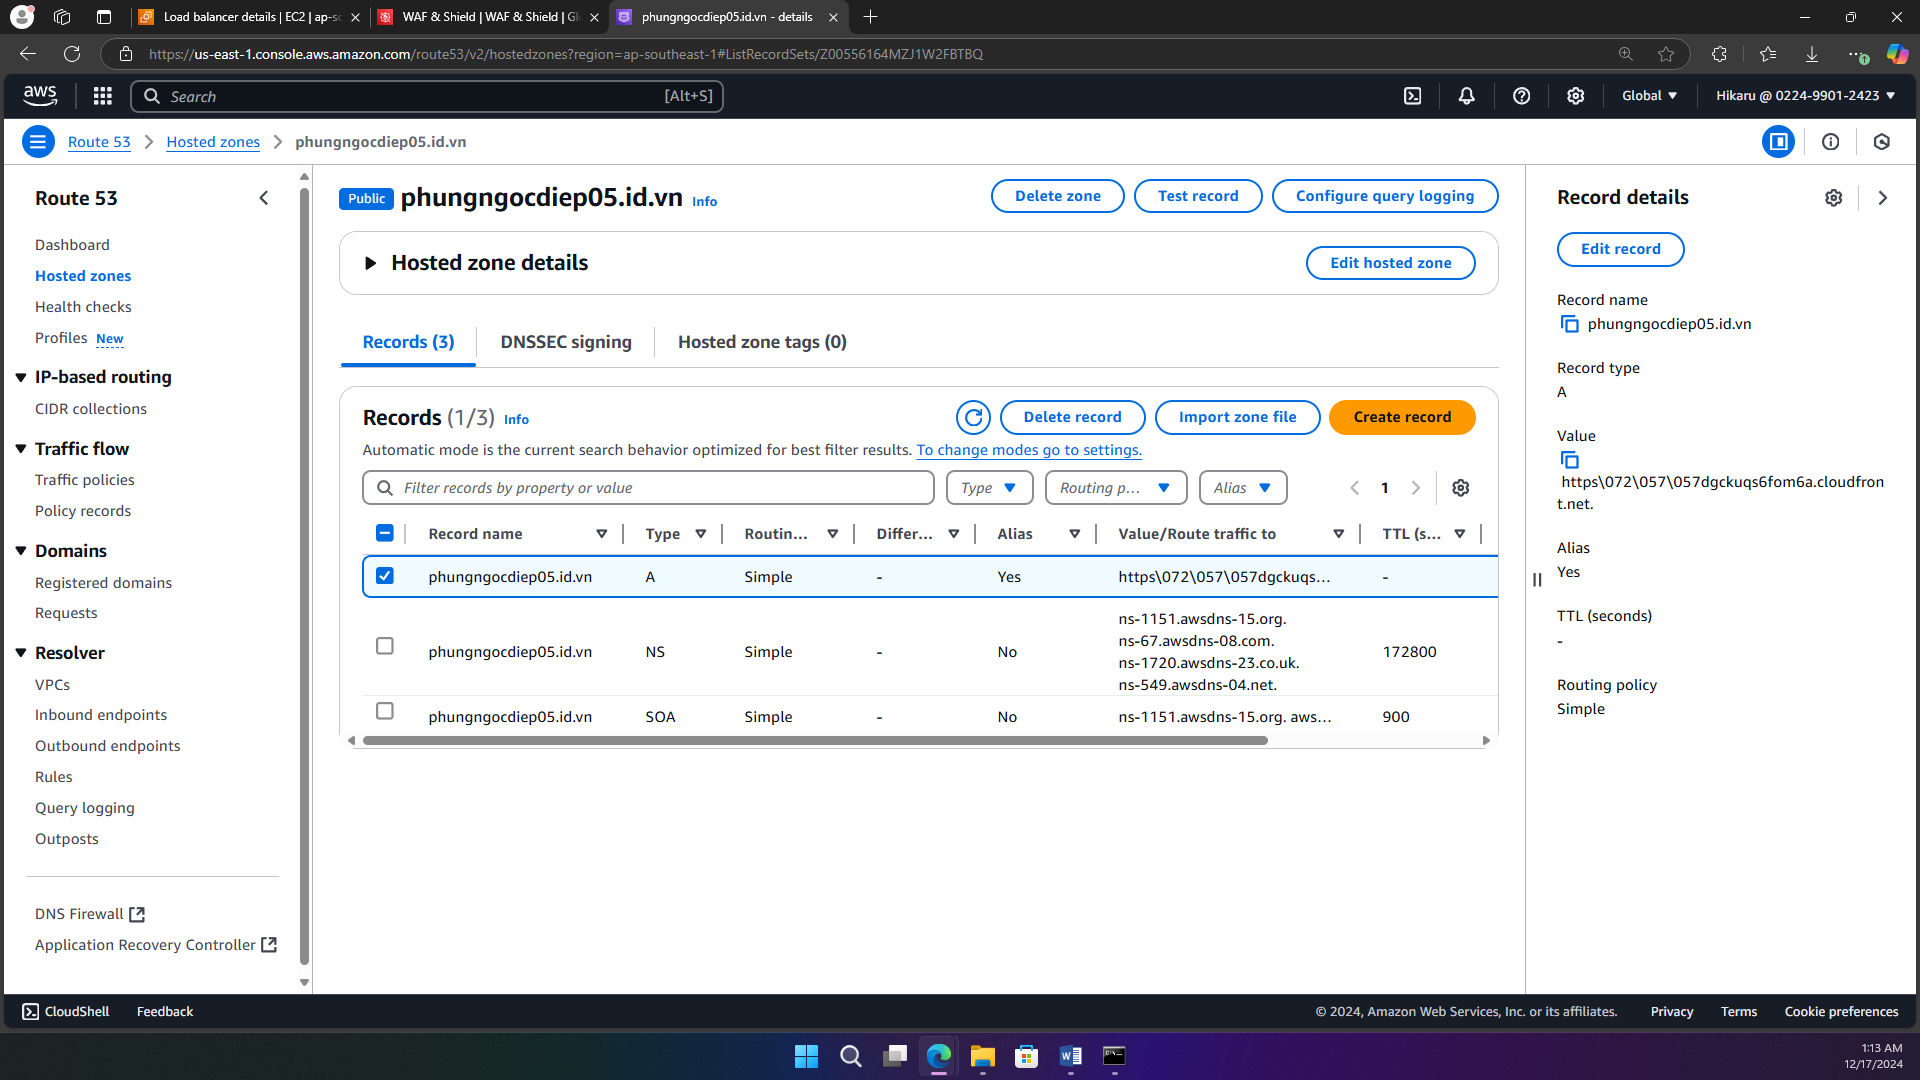 Load balancer details | EC2 | ap-so
WAF & Shield | WAF & Shield | Glo
phungngocdiep05.id.vn - details
https://us-east-1.console.aws.amazon.com/route53/v2/hostedzones?region=ap-southeast-1#ListRecordSets/Z00556164MZJ1W2FBTBQ
aws
Search
[Alt+S]
Global
Hikaru @ 0224-9901-2423
Route 53
Hosted zones
phungngocdiep05.id.vn
Route 53
Dashboard
Hosted zones
Health checks
Profiles New
IP-based routing
CIDR collections
Traffic flow
Traffic policies
Policy records
Domains
Registered domains
Requests
Resolver
VPCs
Inbound endpoints
Outbound endpoints
Rules
Query logging
Outposts
DNS Firewall
Application Recovery Controller
Public phungngocdiep05.id.vn Info
Delete zone
Test record
Configure query logging
Hosted zone details
Edit hosted zone
Records (3)
DNSSEC signing
Hosted zone tags (0)
Records (1/3) Info
Delete record
Import zone file
Create record
Automatic mode is the current search behavior optimized for best filter results. To change modes go to settings.
Filter records by property or value
Type
Routing p...
Alias
1
Record name Type Routin... Differ... Alias Value/Route traffic to TTL (s...
phungngocdiep05.id.vn A Simple - Yes https\072\057\057dgckuqs... -
phungngocdiep05.id.vn NS Simple - No ns-1151.awsdns-15.org.
ns-67.awsdns-08.com.
ns-1720.awsdns-23.co.uk.
ns-549.awsdns-04.net.
172800
phungngocdiep05.id.vn SOA Simple - No ns-1151.awsdns-15.org. aws... 900
Record details
Edit record
Record name
phungngocdiep05.id.vn
Record type
A
Value
https\072\057\057dgckuqs6fom6a.cloudfron
t.net.
Alias
Yes
TTL (seconds)
-
Routing policy
Simple
CloudShell
Feedback
© 2024, Amazon Web Services, Inc. or its affiliates.
Privacy
Terms
Cookie preferences
1:13 AM
12/17/2024